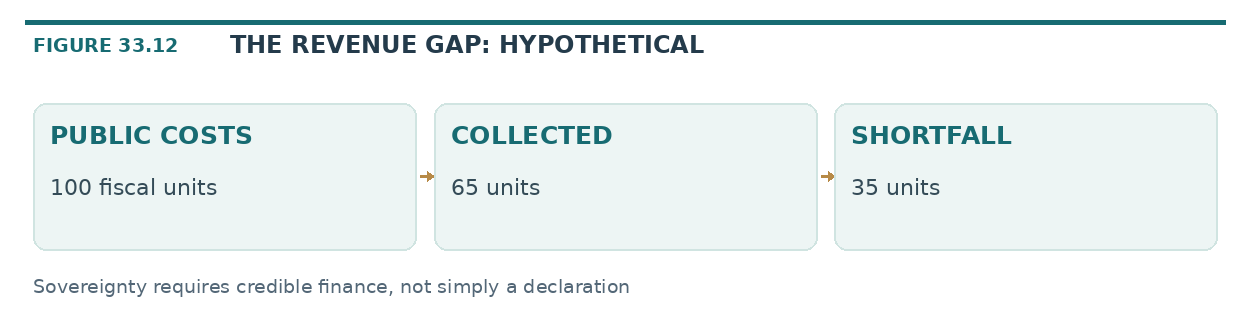 FIGURE 33.12 THE REVENUE GAP: HYPOTHETICAL
PUBLIC COSTS
100 fiscal units
COLLECTED
65 units
SHORTFALL
35 units
Sovereignty requires credible finance, not simply a declaration